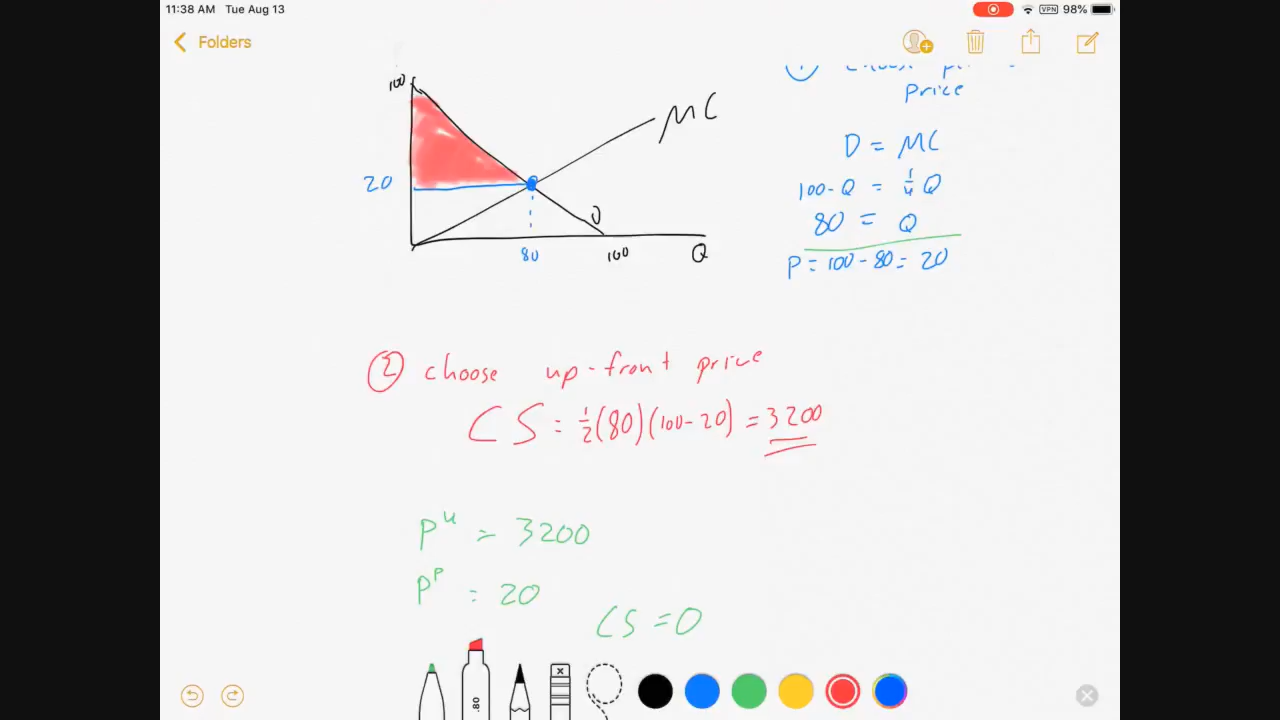 11:38 AM Tue Aug 13
VPN 98%
Folders
100
MC
20
D
80
100
Q
price
D = MC
100-Q = 1/4 Q
80 = Q
P = 100 - 80 = 20
② choose up-front price
CS = 1/2 (80)(100-20) = 3200
P^u = 3200
P^P = 20
CS = 0
.80